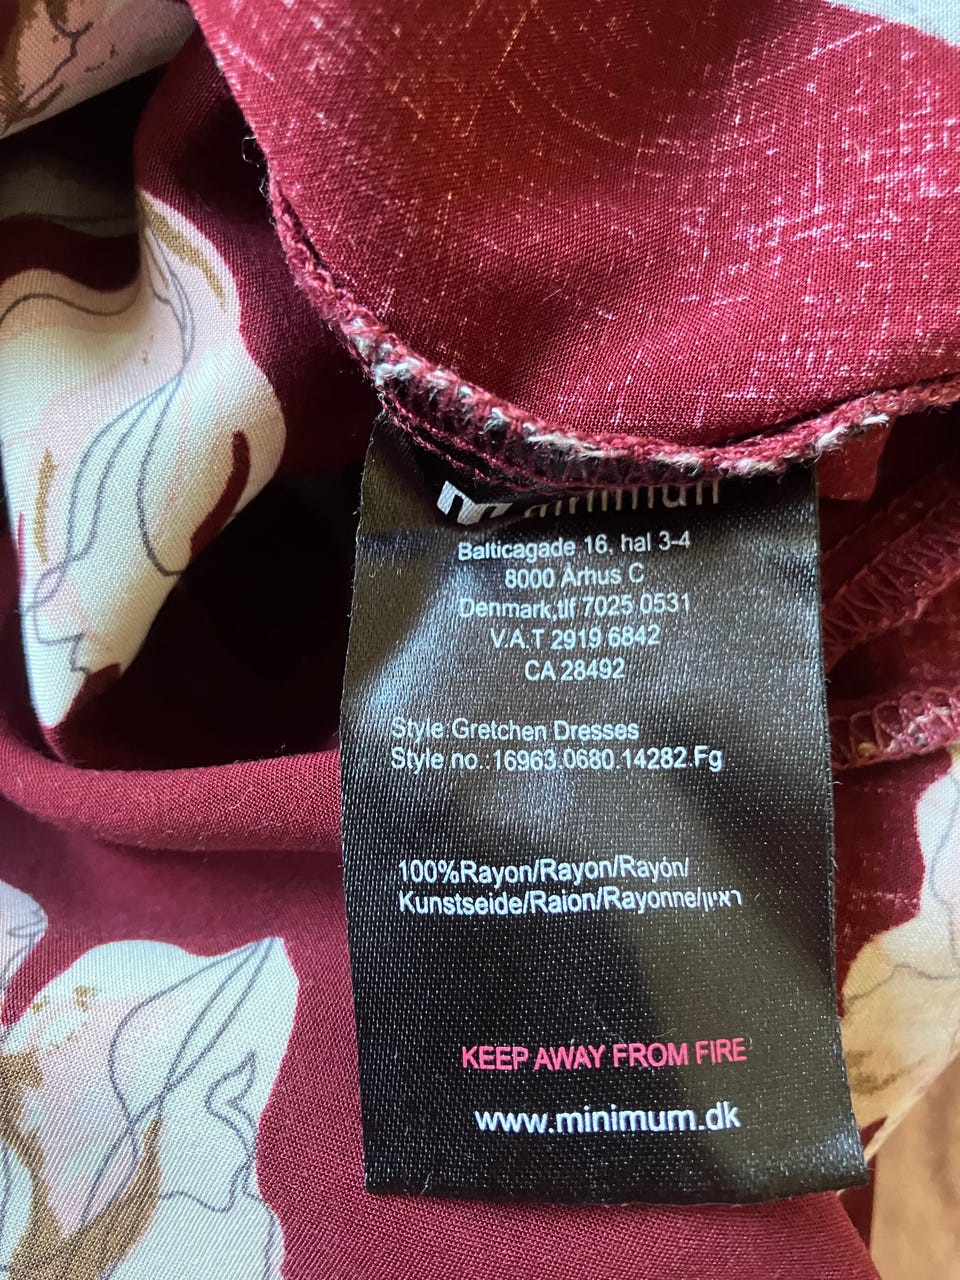 minimum
Balticagade 16, hal 3-4
8000 Arhus C
Denmark,tlf 7025 0531
V.A.T 2919 6842
CA 28492
Style Gretchen Dresses
Style no.:16963.0680.14282.Fg
100%Rayon/Rayon/Rayón/
Kunstseide/Raion/Rayonne/ראיון
KEEP AWAY FROM FIRE
www.minimum.dk